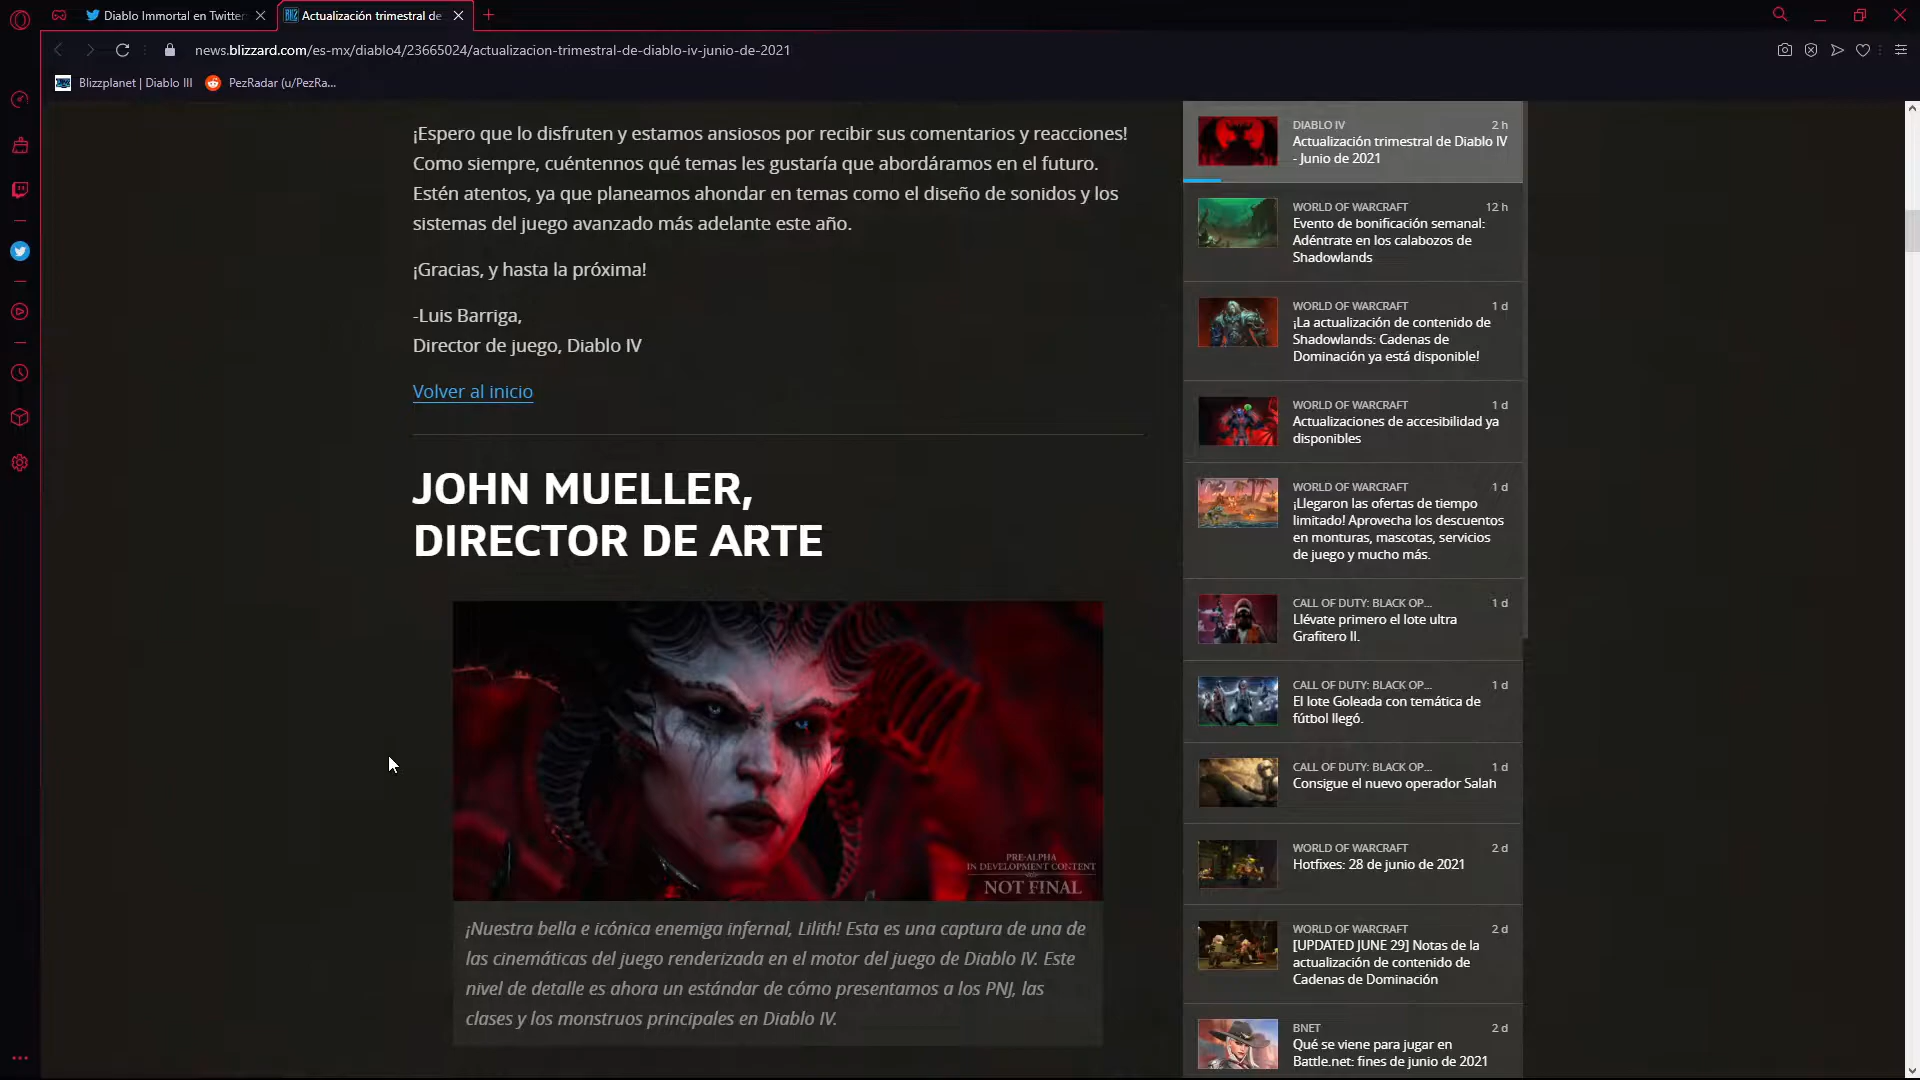 Diablo Immortal en Twitter
Actualización trimestral de
news.blizzard.com/es-mx/diablo4/23665024/actualizacion-trimestral-de-diablo-iv-junio-de-2021
Blizzplanet | Diablo III
PezRadar (u/PezRa...
¡Espero que lo disfruten y estamos ansiosos por recibir sus comentarios y reacciones!
Como siempre, cuéntennos qué temas les gustaría que abordáramos en el futuro.
Estén atentos, ya que planeamos ahondar en temas como el diseño de sonidos y los
sistemas del juego avanzado más adelante este año.
¡Gracias, y hasta la próxima!
-Luis Barriga,
Director de juego, Diablo IV
Volver al inicio
JOHN MUELLER,
DIRECTOR DE ARTE
PRE-ALPHA
IN DEVELOPMENT CONTENT
NOT FINAL
¡Nuestra bella e icónica enemiga infernal, Lilith! Esta es una captura de una de
las cinemáticas del juego renderizada en el motor del juego de Diablo IV. Este
nivel de detalle es ahora un estándar de cómo presentamos a los PNJ, las
clases y los monstruos principales en Diablo IV.
DIABLO IV 2 h
Actualización trimestral de Diablo IV
- Junio de 2021
WORLD OF WARCRAFT 12 h
Evento de bonificación semanal:
Adéntrate en los calabozos de
Shadowlands
WORLD OF WARCRAFT 1 d
¡La actualización de contenido de
Shadowlands: Cadenas de
Dominación ya está disponible!
WORLD OF WARCRAFT 1 d
Actualizaciones de accesibilidad ya
disponibles
WORLD OF WARCRAFT 1 d
¡Llegaron las ofertas de tiempo
limitado! Aprovecha los descuentos
en monturas, mascotas, servicios
de juego y mucho más.
CALL OF DUTY: BLACK OP... 1 d
Llévate primero el lote ultra
Grafitero II.
CALL OF DUTY: BLACK OP... 1 d
El lote Goleada con temática de
fútbol llegó.
CALL OF DUTY: BLACK OP... 1 d
Consigue el nuevo operador Salah
WORLD OF WARCRAFT 2 d
Hotfixes: 28 de junio de 2021
WORLD OF WARCRAFT 2 d
[UPDATED JUNE 29] Notas de la
actualización de contenido de
Cadenas de Dominación
BNET 2 d
Qué se viene para jugar en
Battle.net: fines de junio de 2021